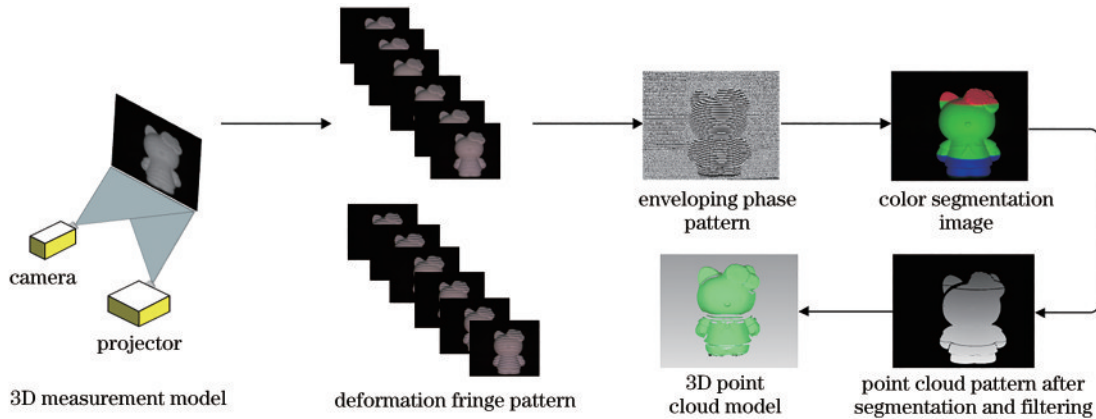 camera
projector
3D measurement model
deformation fringe pattern
enveloping phase
pattern
color segmentation
image
3D point
cloud model
point cloud pattern after
segmentation and filtering